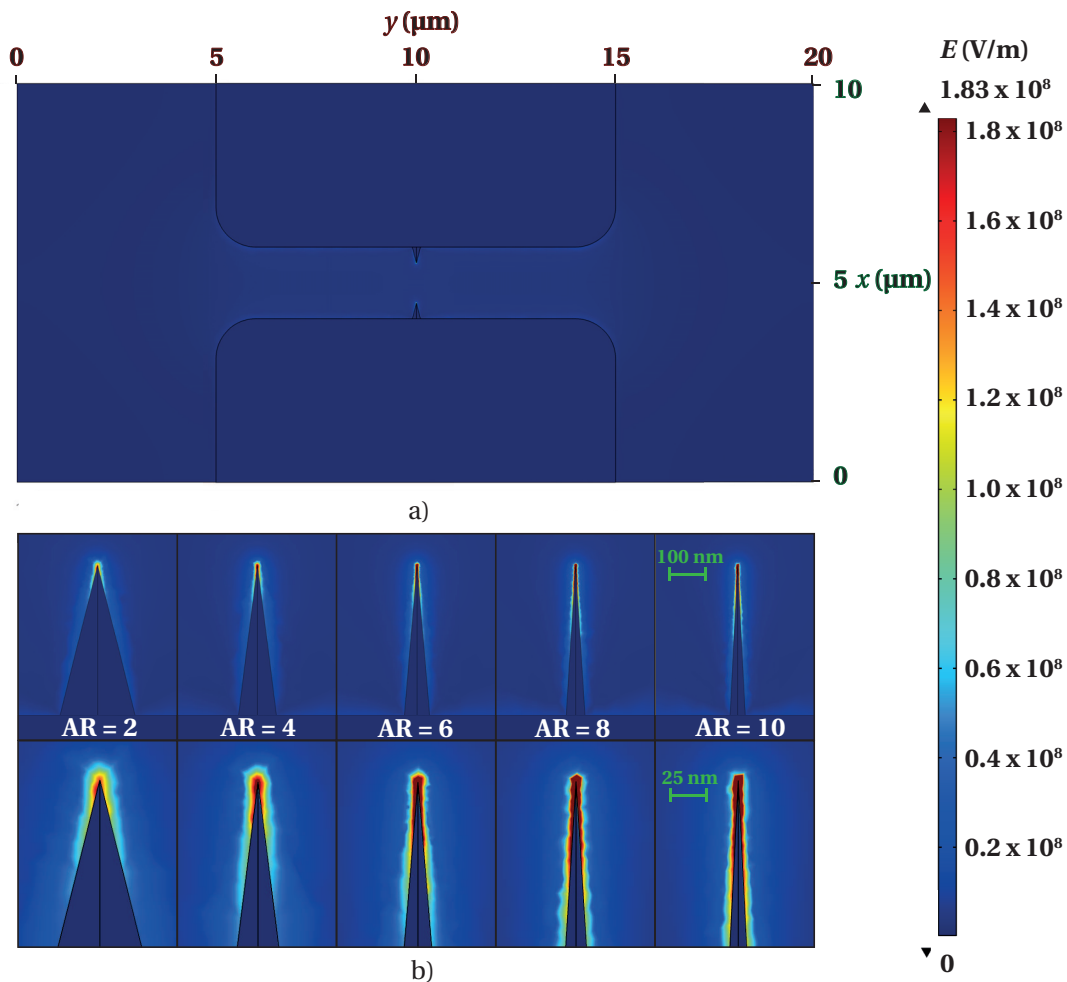 y (µm)
0 5 10 15 20
E (V/m)
1.83 x 10⁸
10
5 x (µm)
0
1.8 x 10⁸
1.6 x 10⁸
1.4 x 10⁸
1.2 x 10⁸
1.0 x 10⁸
0.8 x 10⁸
0.6 x 10⁸
0.4 x 10⁸
0.2 x 10⁸
0
a)
100 nm
AR = 2 AR = 4 AR = 6 AR = 8 AR = 10
25 nm
b)